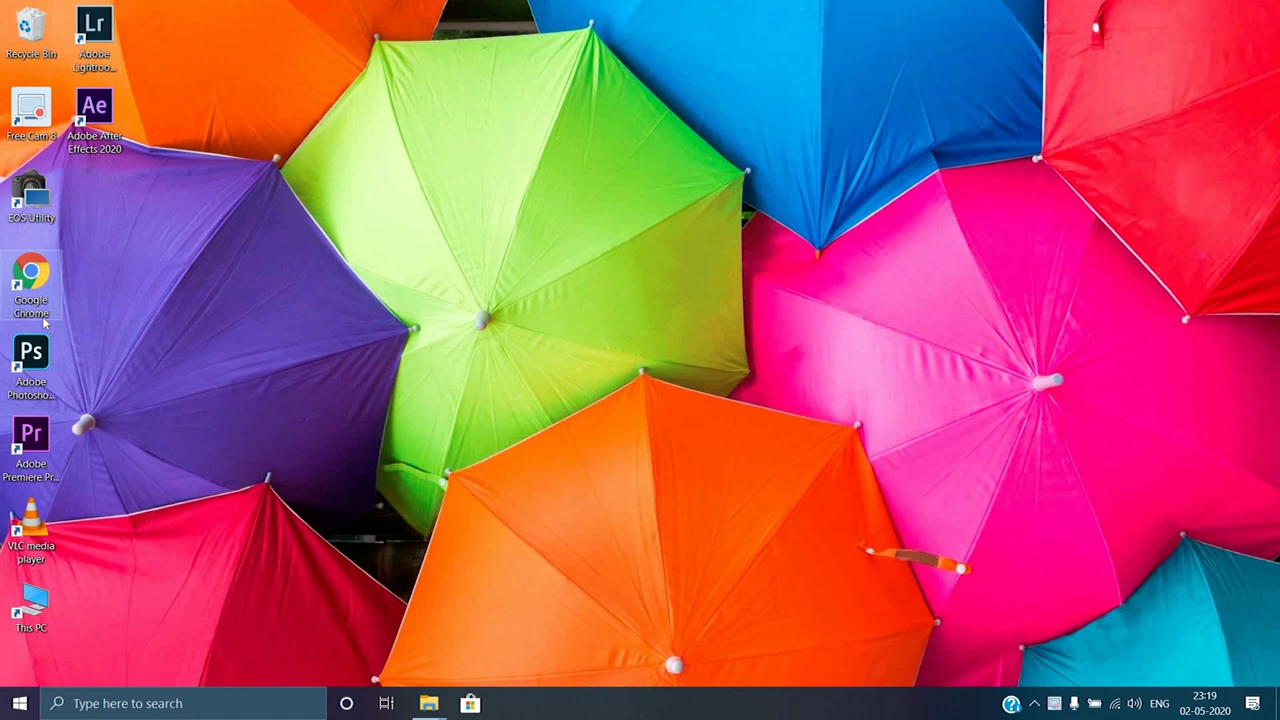 Recycle Bin
Lr
Adobe
Lightroo...
Free Cam 8
Ae
Adobe After
Effects 2020
EOS Utility
Google
Chrome
Ps
Adobe
Photosho...
Pr
Adobe
Premiere Pr...
VLC media
player
This PC
Type here to search
ENG
23:19
02-05-2020